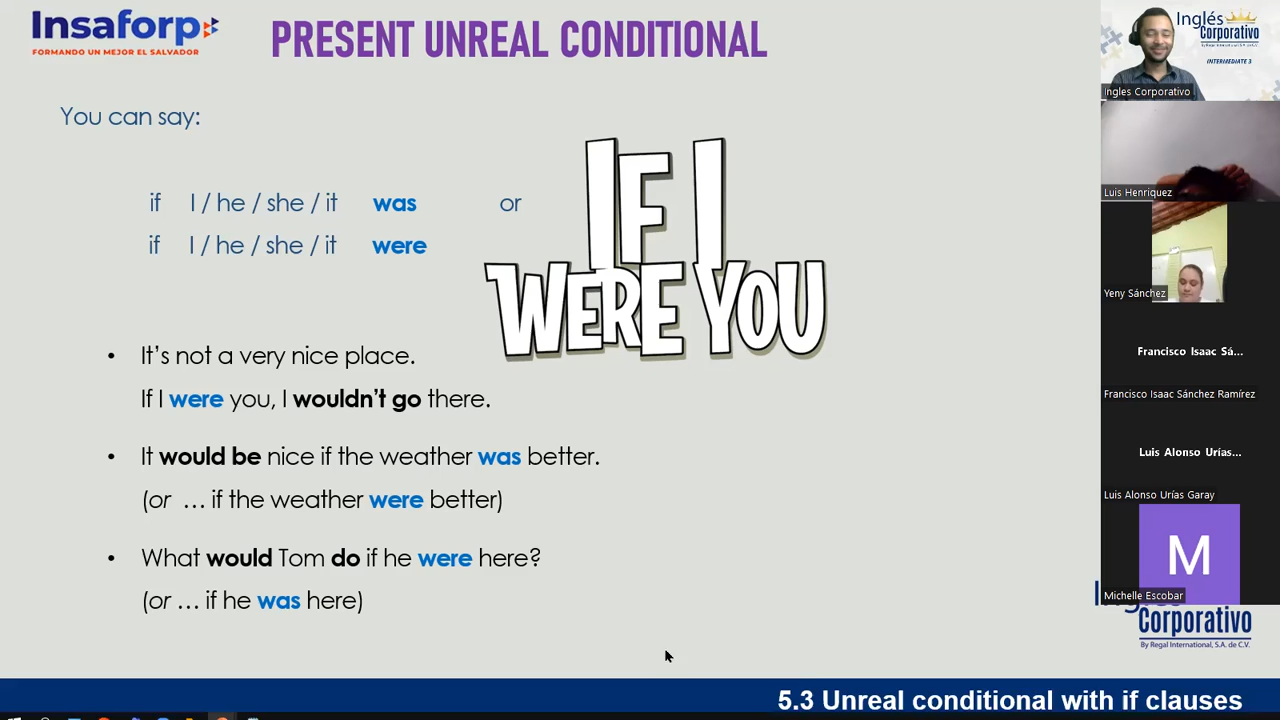 Insaforp
FORMANDO UN MEJOR EL SALVADOR
PRESENT UNREAL CONDITIONAL
You can say:
if I / he / she / it was or
if I / he / she / it were
IF I
WERE YOU
• It’s not a very nice place.
If I were you, I wouldn’t go there.
• It would be nice if the weather was better.
(or … if the weather were better)
• What would Tom do if he were here?
(or … if he was here)
5.3 Unreal conditional with if clauses
Inglés
Corporativo
By Regal International, S.A. de C.V.
INTERMEDIATE 3
Ingles Corporativo
Luis Henriquez
Yeny Sánchez
Francisco Isaac Sá...
Francisco Isaac Sánchez Ramírez
Luis Alonso Urías...
Luis Alonso Urías Garay
M
Michelle Escobar
Corporativo
By Regal International, S.A. de C.V.